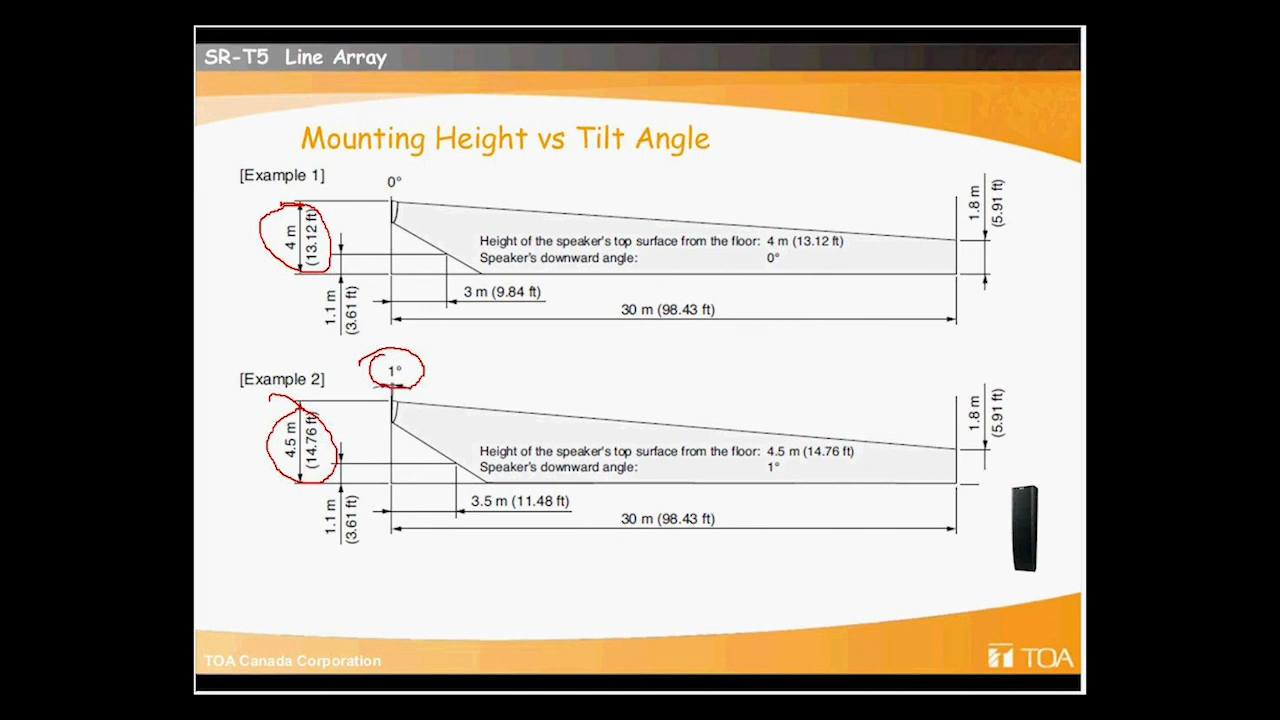 SR-T5 Line Array
Mounting Height vs Tilt Angle
[Example 1]
0°
4 m
(13.12 ft)
1.8 m
(5.91 ft)
Height of the speaker's top surface from the floor: 4 m (13.12 ft)
Speaker's downward angle: 0°
1.1 m
(3.61 ft)
3 m (9.84 ft)
30 m (98.43 ft)
[Example 2]
1°
4.5 m
(14.76 ft)
1.8 m
(5.91 ft)
Height of the speaker's top surface from the floor: 4.5 m (14.76 ft)
Speaker's downward angle: 1°
1.1 m
(3.61 ft)
3.5 m (11.48 ft)
30 m (98.43 ft)
TOA Canada Corporation
TOA